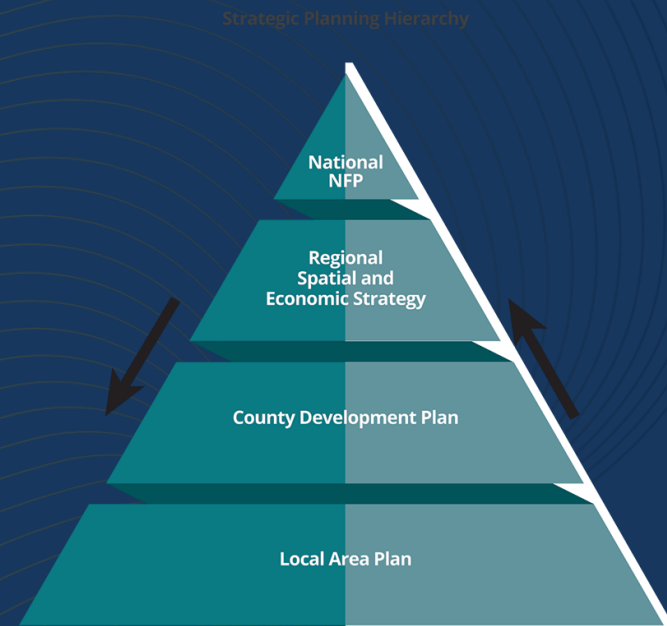 Strategic Planning Hierarchy
National
NFP
Regional
Spatial and
Economic Strategy
County Development Plan
Local Area Plan